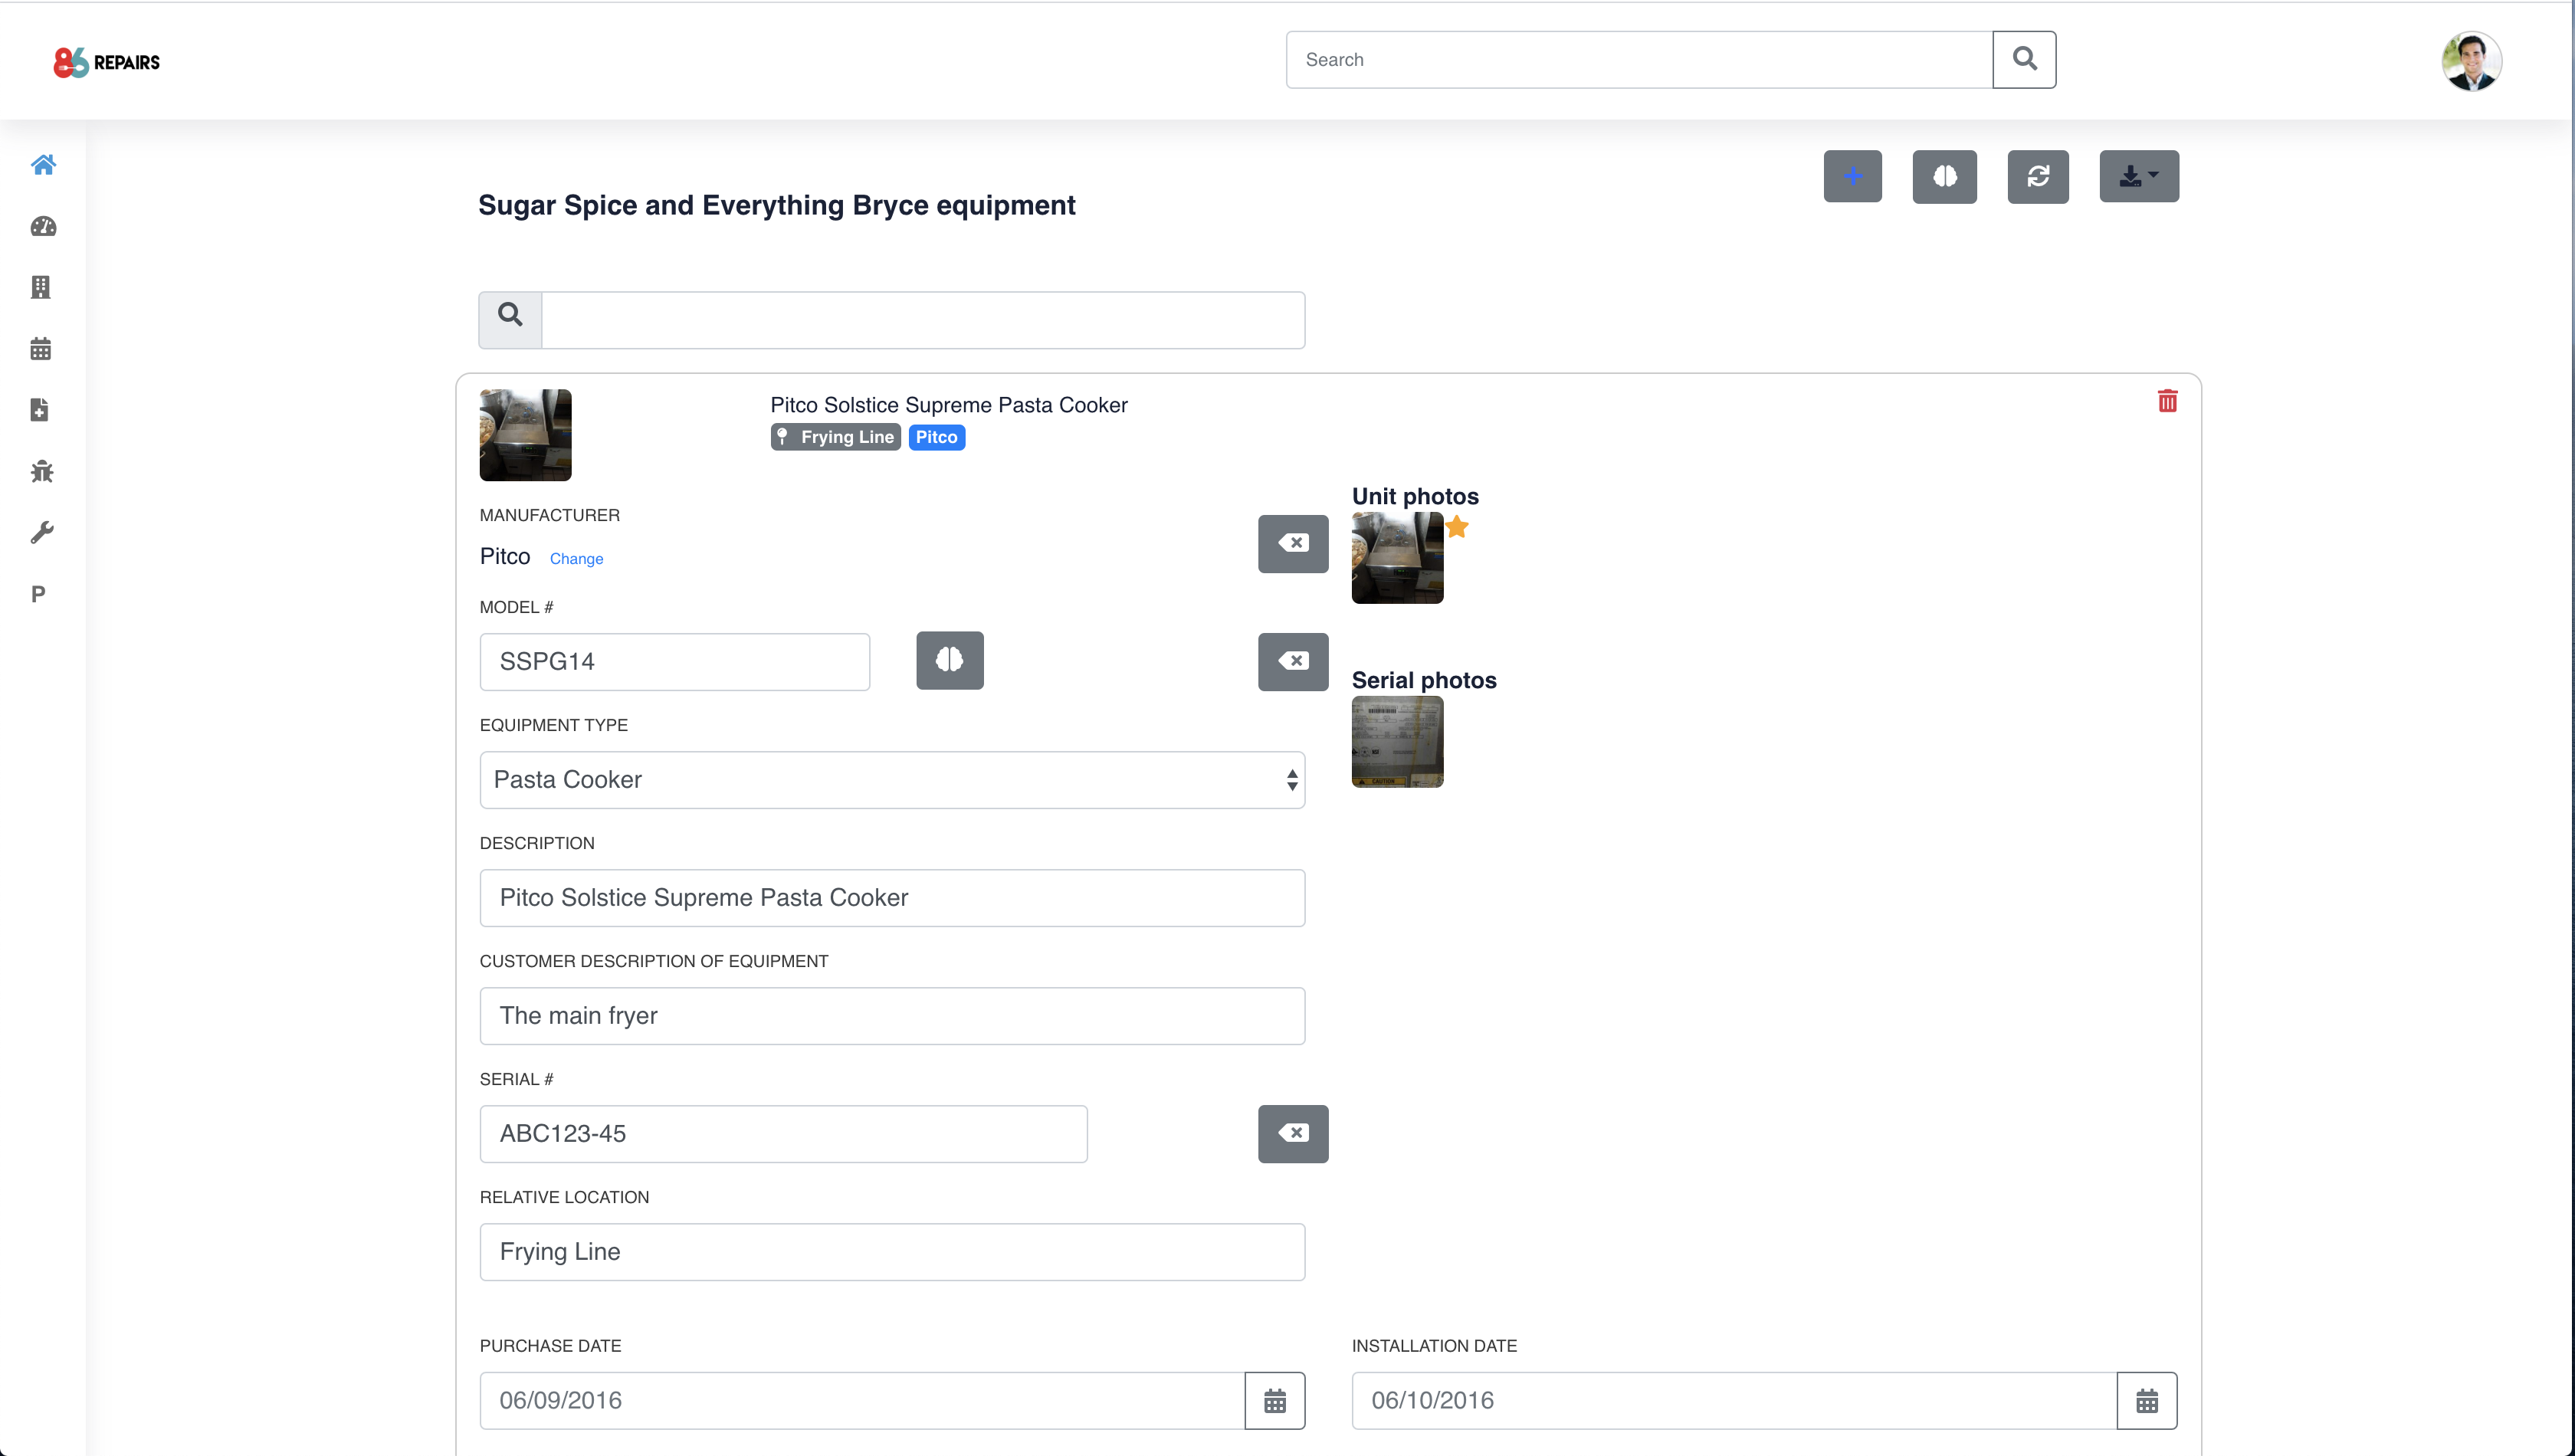 86 REPAIRS
Search
Sugar Spice and Everything Bryce equipment
Pitco Solstice Supreme Pasta Cooker
Frying Line Pitco
Unit photos
MANUFACTURER
Pitco Change
MODEL #
SSPG14
Serial photos
EQUIPMENT TYPE
Pasta Cooker
CAUTION
DESCRIPTION
Pitco Solstice Supreme Pasta Cooker
CUSTOMER DESCRIPTION OF EQUIPMENT
The main fryer
SERIAL #
ABC123-45
RELATIVE LOCATION
Frying Line
P
PURCHASE DATE
06/09/2016
INSTALLATION DATE
06/10/2016